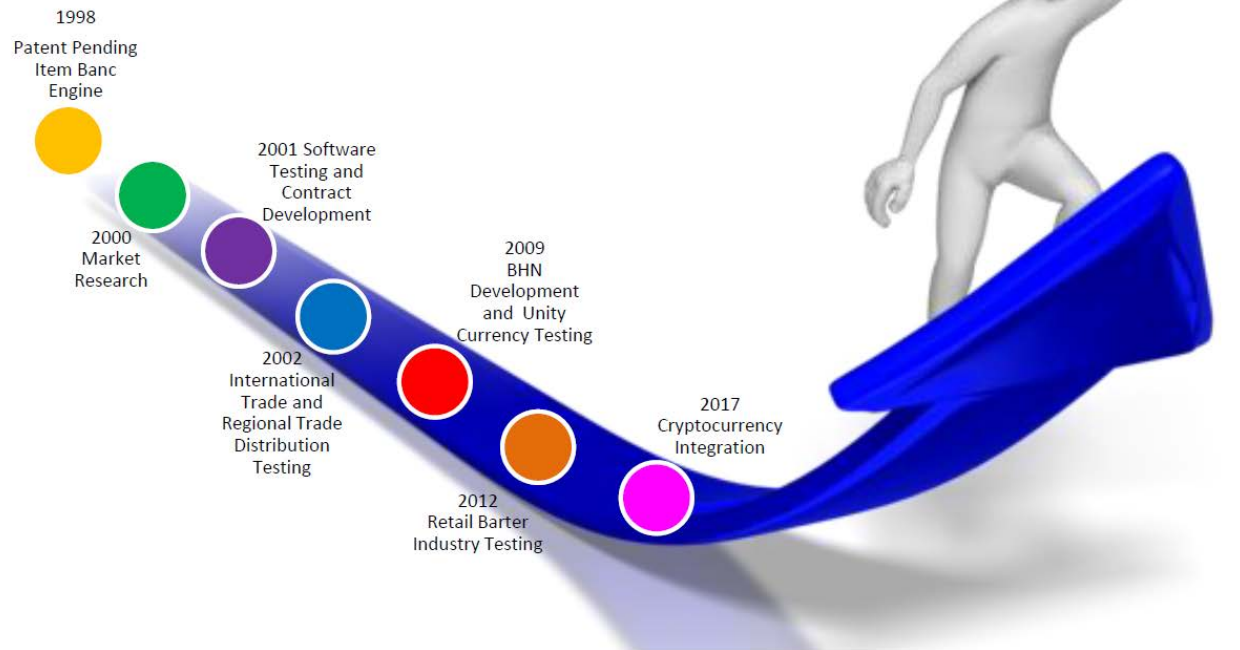 1998
Patent Pending
Item Banc
Engine
2000
Market
Research
2001 Software
Testing and
Contract
Development
2002
International
Trade and
Regional Trade
Distribution
Testing
2009
BHN
Development
and Unity
Currency Testing
2012
Retail Barter
Industry Testing
2017
Cryptocurrency
Integration